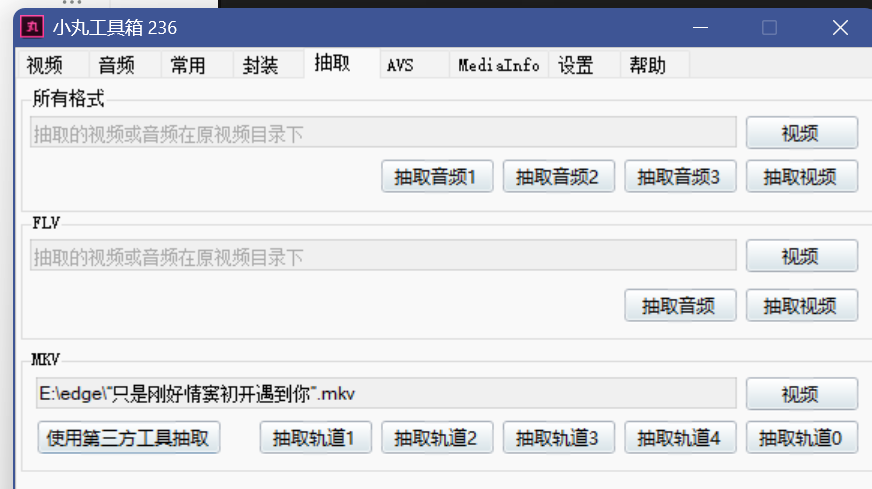 小丸工具箱 236
视频 音频 常用 封装 抽取 AVS MediaInfo 设置 帮助
所有格式
抽取的视频或音频在原视频目录下 视频
抽取音频1 抽取音频2 抽取音频3 抽取视频
FLV
抽取的视频或音频在原视频目录下 视频
抽取音频 抽取视频
MKV
E:\edge\“只是刚好情窦初开遇到你”.mkv 视频
使用第三方工具抽取 抽取轨道1 抽取轨道2 抽取轨道3 抽取轨道4 抽取轨道0